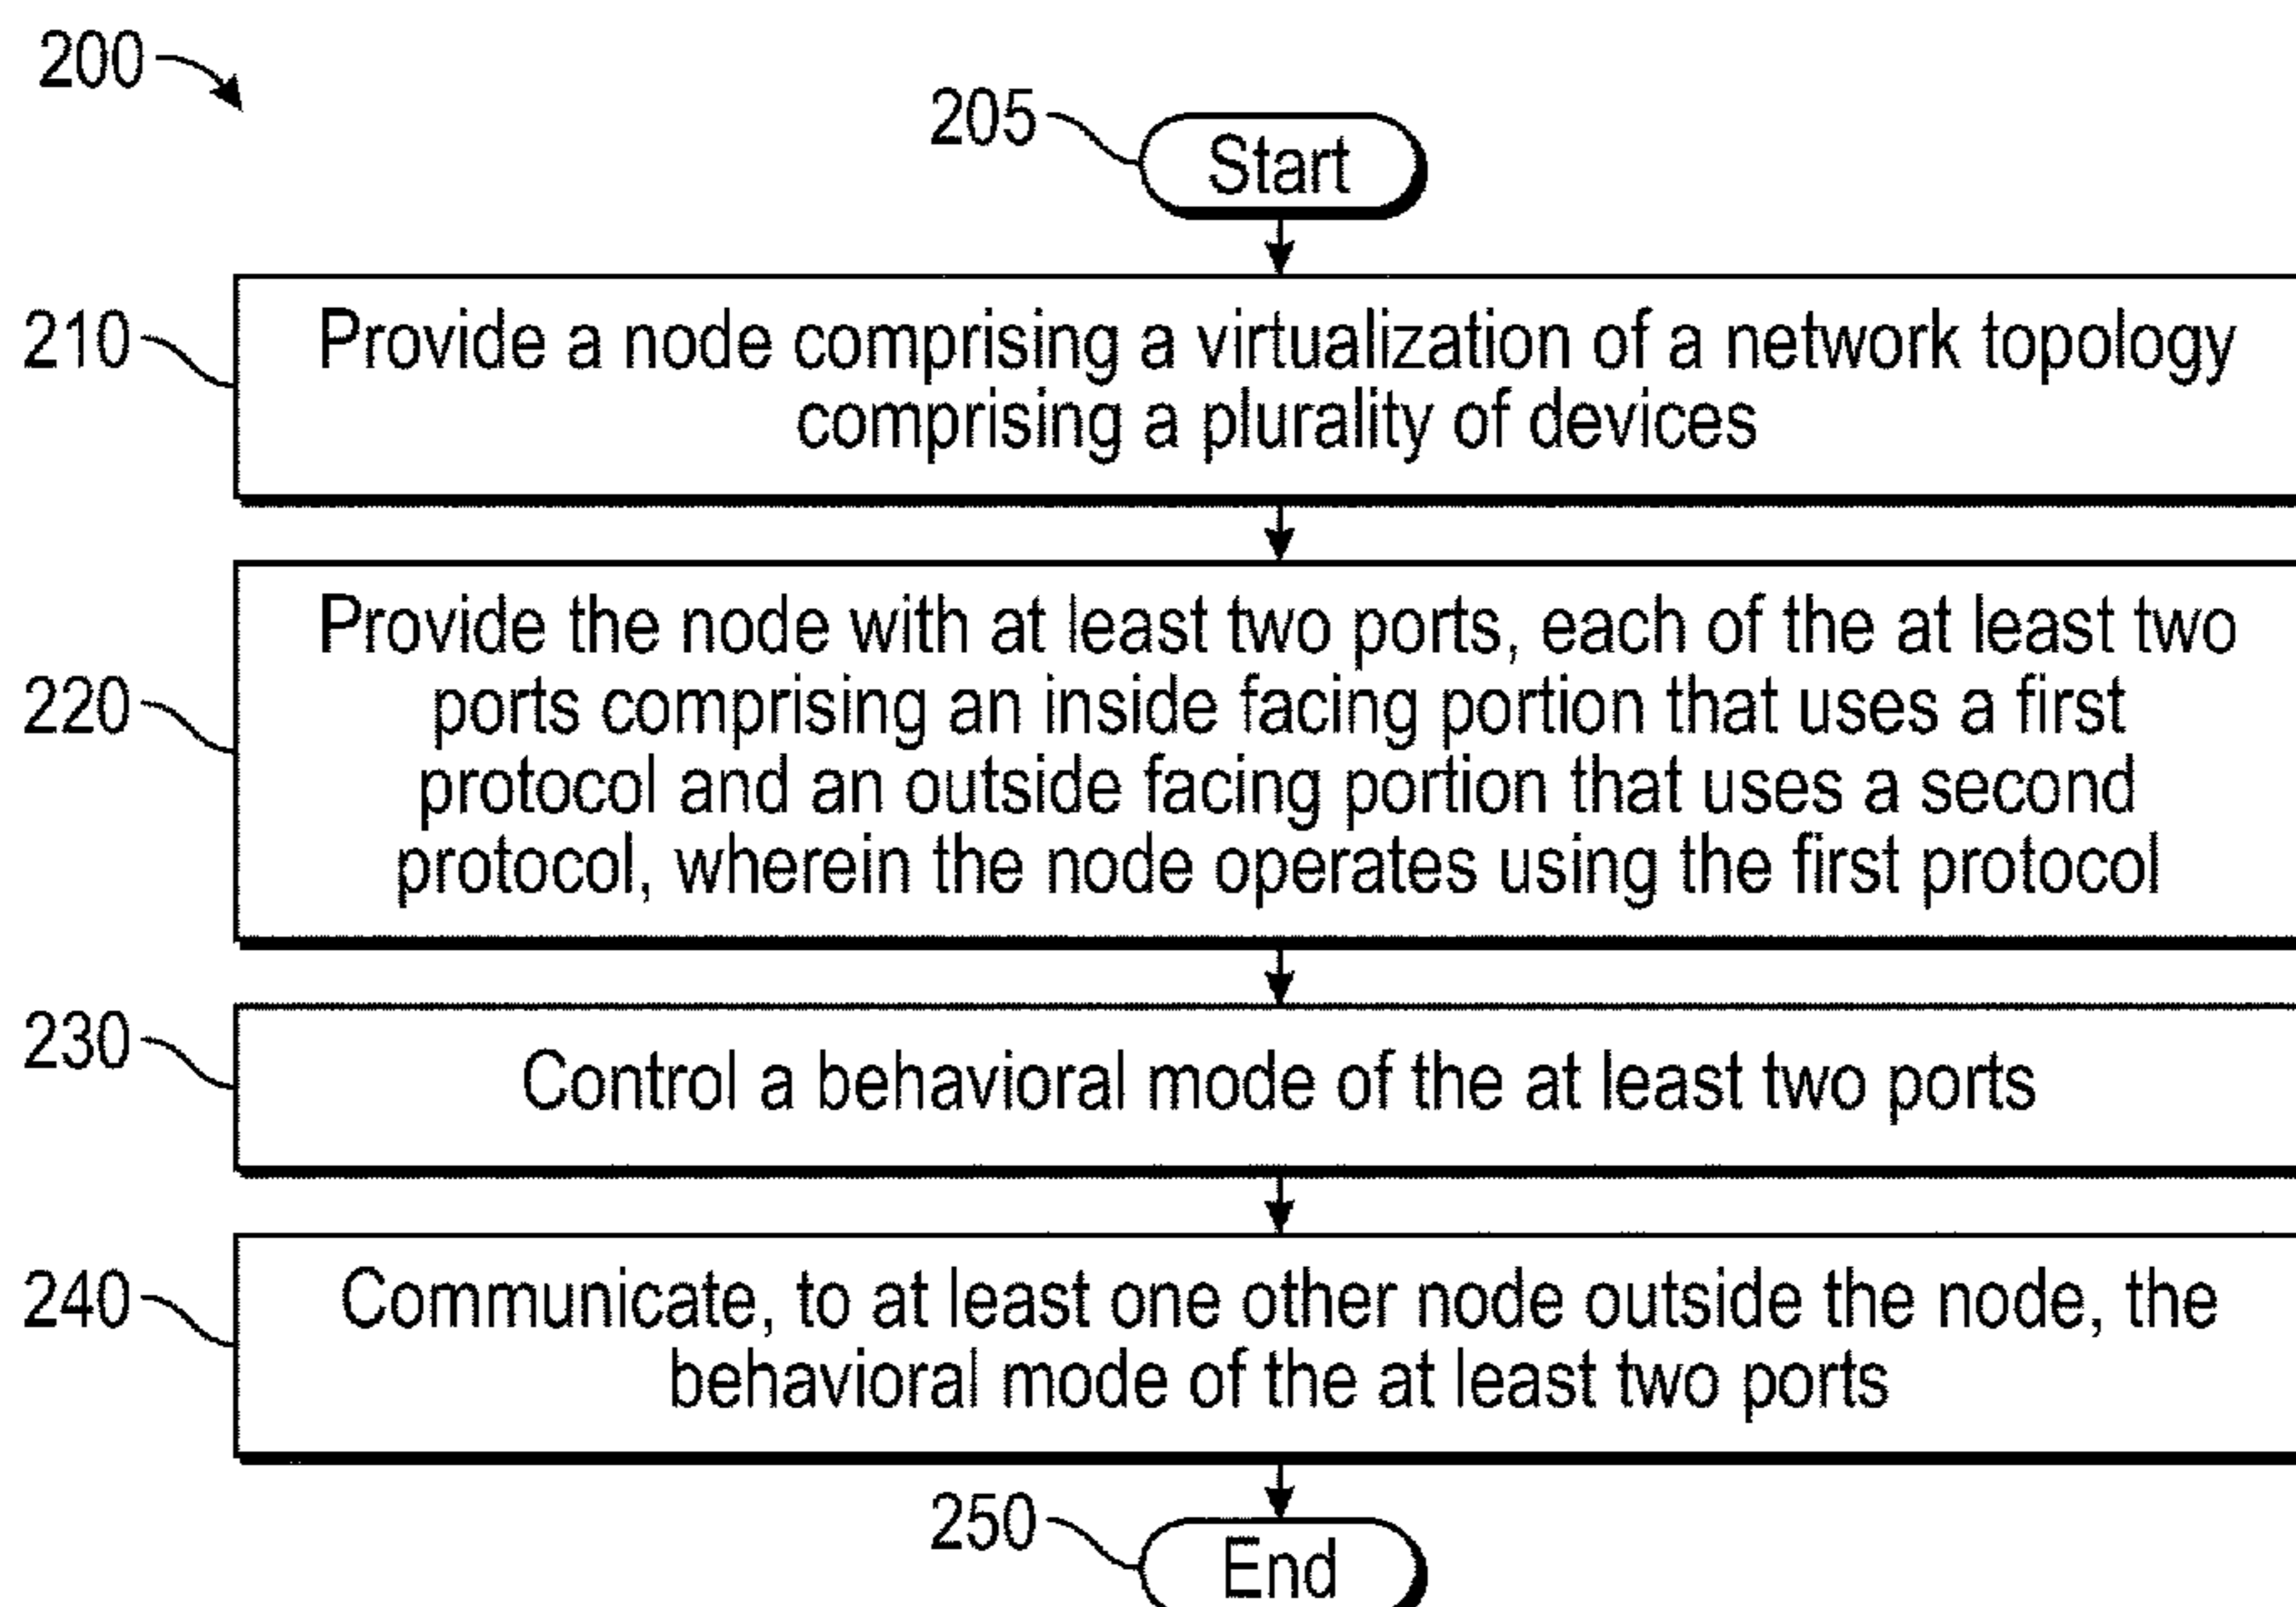 200
205
Start
210
Provide a node comprising a virtualization of a network topology
comprising a plurality of devices
220
Provide the node with at least two ports, each of the at least two
ports comprising an inside facing portion that uses a first
protocol and an outside facing portion that uses a second
protocol, wherein the node operates using the first protocol
230
Control a behavioral mode of the at least two ports
240
Communicate, to at least one other node outside the node, the
behavioral mode of the at least two ports
250
End